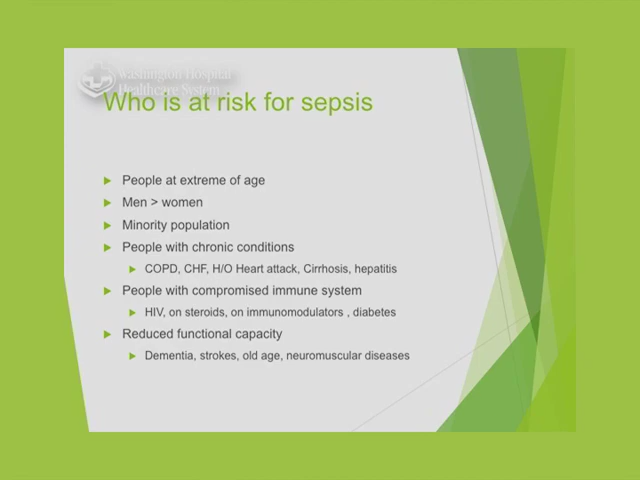 Washington Hospital
Healthcare System
Who is at risk for sepsis
People at extreme of age
Men > women
Minority population
People with chronic conditions
COPD, CHF, H/O Heart attack, Cirrhosis, hepatitis
People with compromised immune system
HIV, on steroids, on immunomodulators , diabetes
Reduced functional capacity
Dementia, strokes, old age, neuromuscular diseases